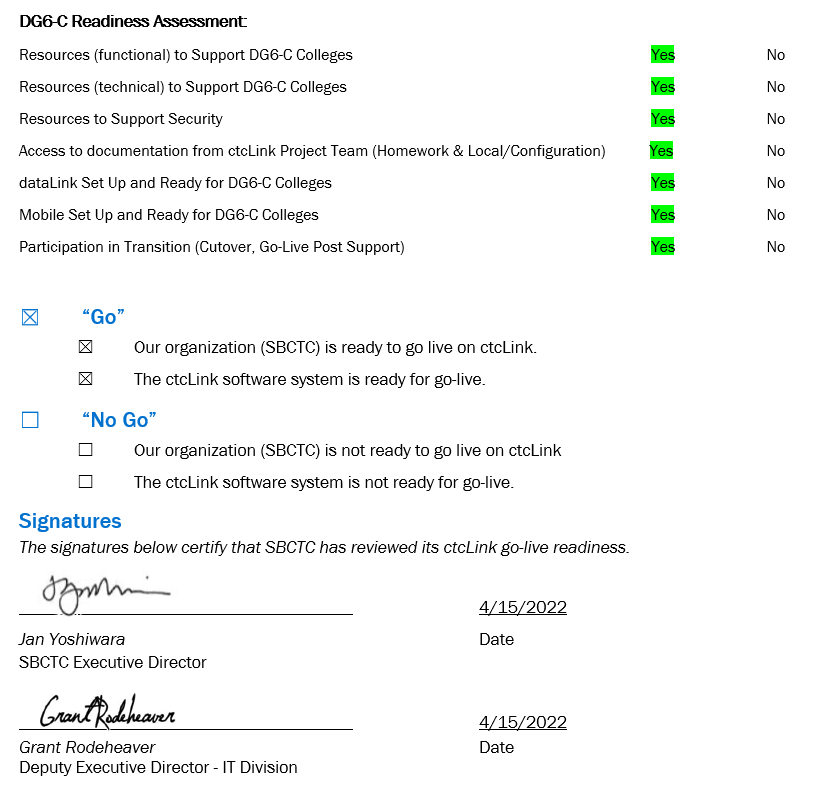 DG6-C Readiness Assessment:
Resources (functional) to Support DG6-C Colleges Yes No
Resources (technical) to Support DG6-C Colleges Yes No
Resources to Support Security Yes No
Access to documentation from ctcLink Project Team (Homework & Local/Configuration) Yes No
dataLink Set Up and Ready for DG6-C Colleges Yes No
Mobile Set Up and Ready for DG6-C Colleges Yes No
Participation in Transition (Cutover, Go-Live Post Support) Yes No
☒ “Go”
☒ Our organization (SBCTC) is ready to go live on ctcLink.
☒ The ctcLink software system is ready for go-live.
☐ “No Go”
☐ Our organization (SBCTC) is not ready to go live on ctcLink
☐ The ctcLink software system is not ready for go-live.
Signatures
The signatures below certify that SBCTC has reviewed its ctcLink go-live readiness.
4/15/2022
Jan Yoshiwara Date
SBCTC Executive Director
Grant Rodeheaver 4/15/2022
Grant Rodeheaver Date
Deputy Executive Director - IT Division